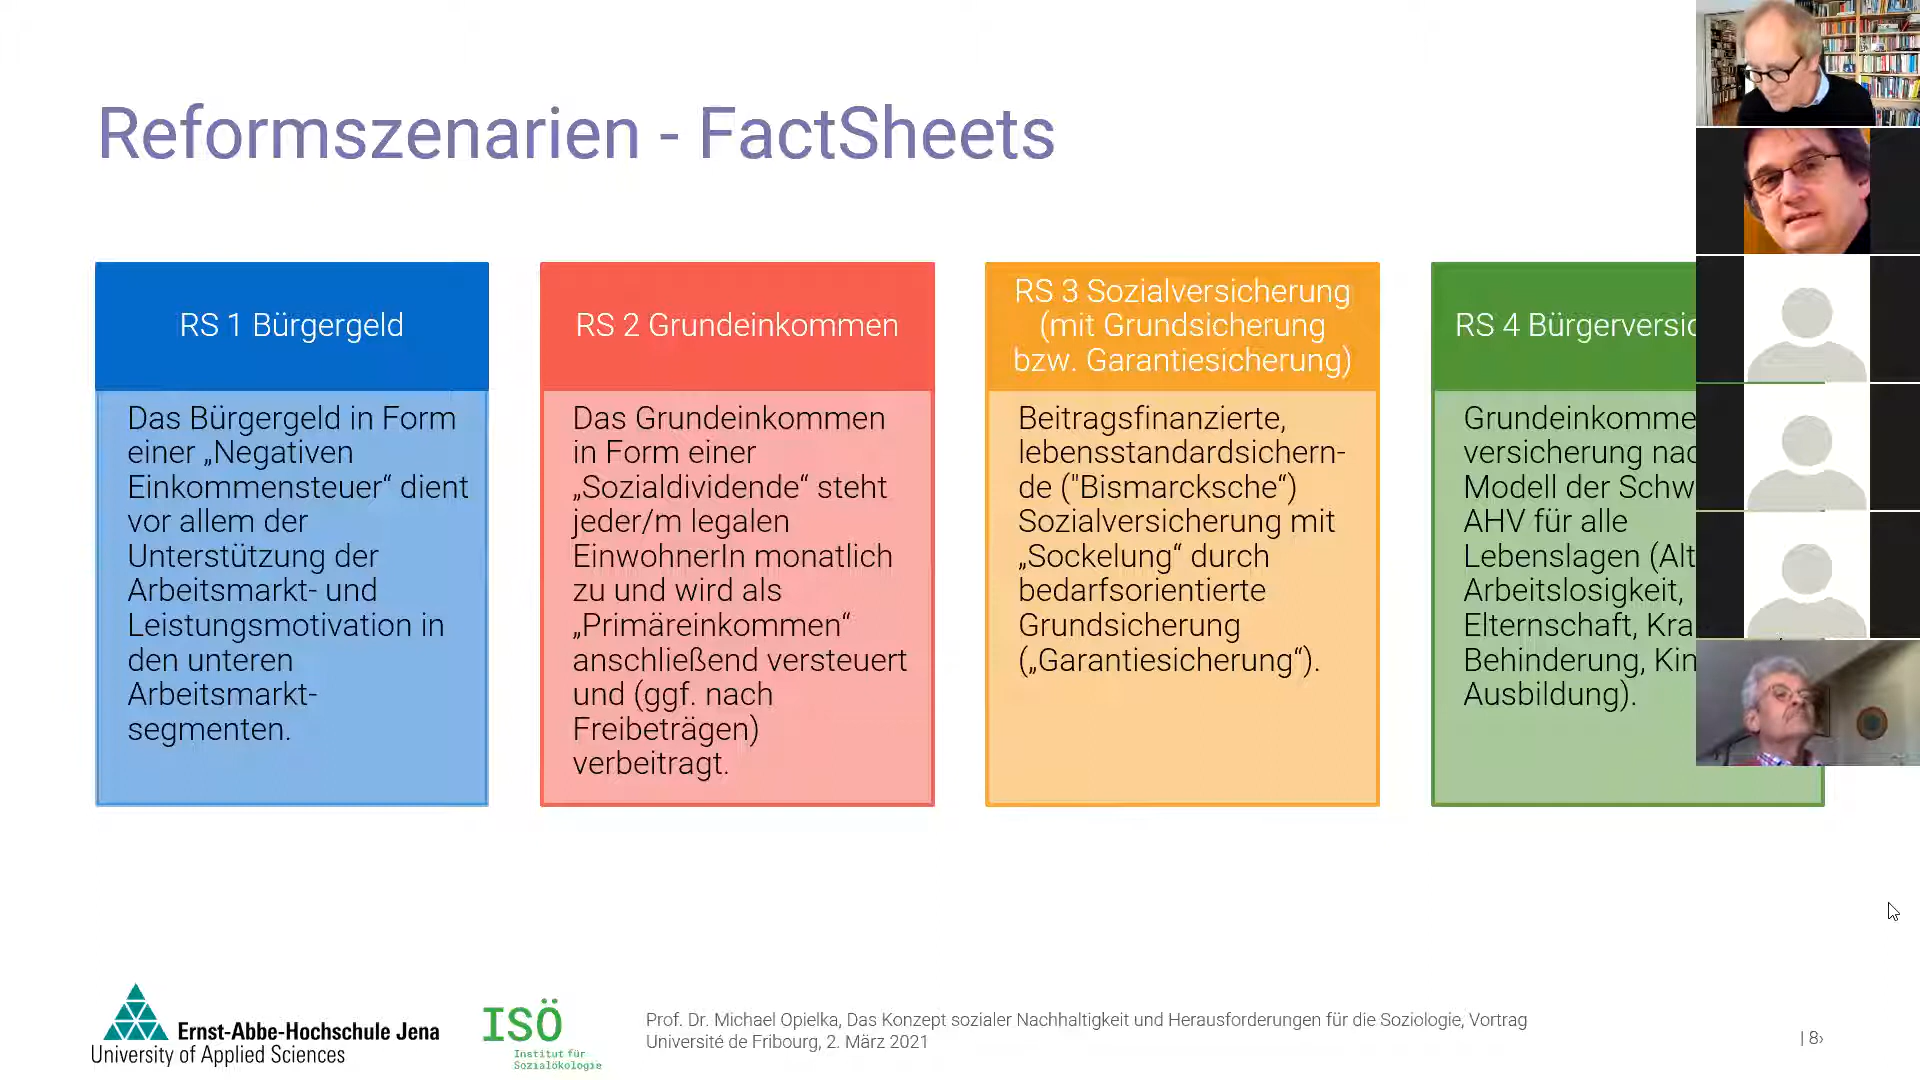 Reformszenarien - FactSheets
RS 1 Bürgergeld
Das Bürgergeld in Form
einer „Negativen
Einkommensteuer“ dient
vor allem der
Unterstützung der
Arbeitsmarkt- und
Leistungsmotivation in
den unteren
Arbeitsmarkt-
segmenten.
RS 2 Grundeinkommen
Das Grundeinkommen
in Form einer
„Sozialdividende“ steht
jeder/m legalen
EinwohnerIn monatlich
zu und wird als
„Primäreinkommen“
anschließend versteuert
und (ggf. nach
Freibeträgen)
verbeitragt.
RS 3 Sozialversicherung
(mit Grundsicherung
bzw. Garantiesicherung)
Beitragsfinanzierte,
lebensstandardsichern-
de ("Bismarcksche“)
Sozialversicherung mit
„Sockelung“ durch
bedarfsorientierte
Grundsicherung
(„Garantiesicherung“).
RS 4 Bürgerversic
Grundeinkomme
versicherung nac
Modell der Schw
AHV für alle
Lebenslagen (Alt
Arbeitslosigkeit,
Elternschaft, Kra
Behinderung, Kin
Ausbildung).
Ernst-Abbe-Hochschule Jena
University of Applied Sciences
ISÖ
Institut für
Sozialökologie
Prof. Dr. Michael Opielka, Das Konzept sozialer Nachhaltigkeit und Herausforderungen für die Soziologie, Vortrag
Université de Fribourg, 2. März 2021
| 8›